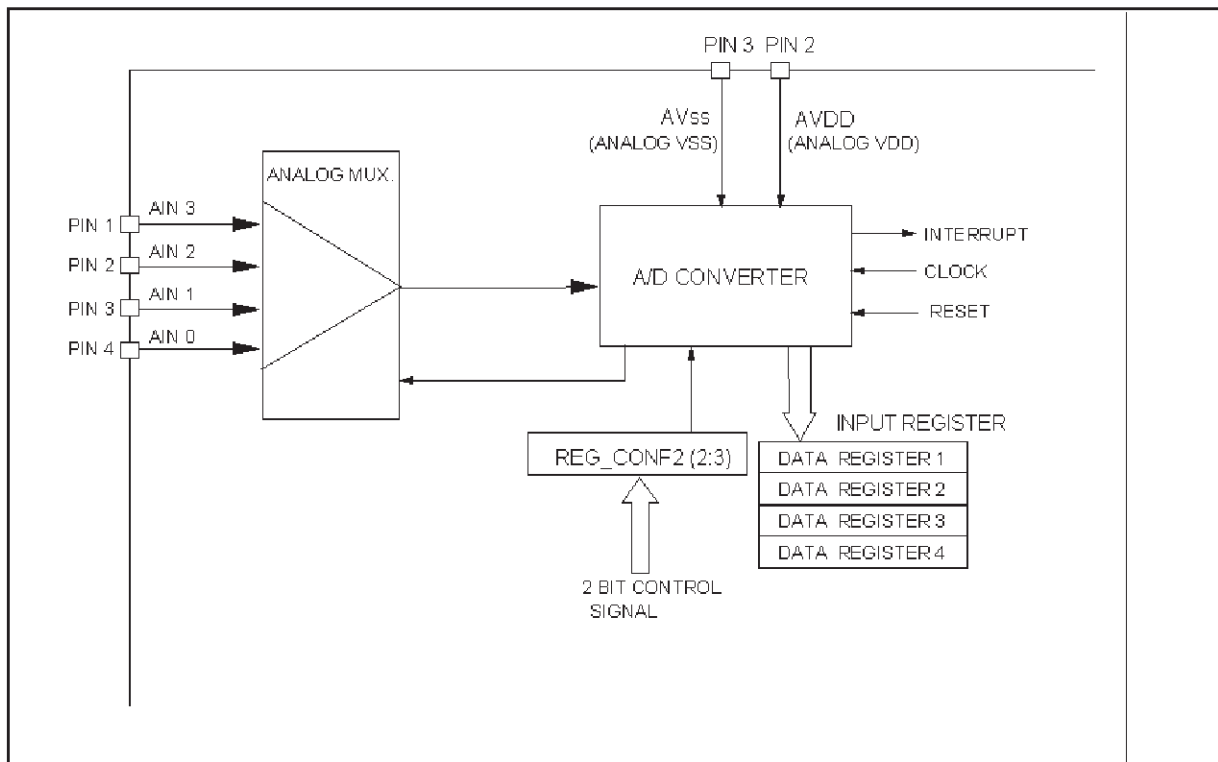 PIN 3 PIN 2
AVss
(ANALOG VSS)
AVDD
(ANALOG VDD)
ANALOG MUX.
PIN 1 AIN 3
PIN 2 AIN 2
PIN 3 AIN 1
PIN 4 AIN 0
A/D CONVERTER
INTERRUPT
CLOCK
RESET
REG_CONF2 (2:3)
2 BIT CONTROL
SIGNAL
INPUT REGISTER
DATA REGISTER 1
DATA REGISTER 2
DATA REGISTER 3
DATA REGISTER 4